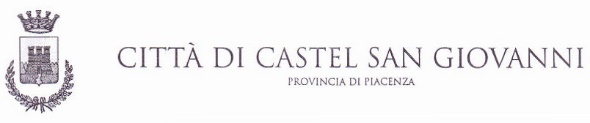 CITTÀ DI CASTEL SAN GIOVANNI
PROVINCIA DI PIACENZA